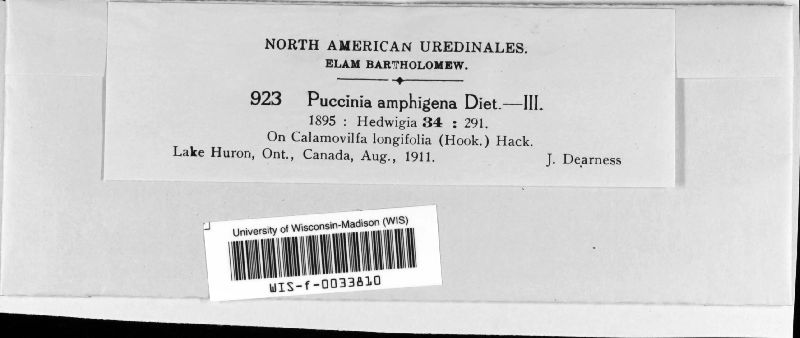 NORTH AMERICAN UREDINALES.
ELAM BARTHOLOMEW.
923 Puccinia amphigena Diet.—III.
1895 : Hedwigia 34 : 291.
On Calamovilfa longifolia (Hook.) Hack.
Lake Huron, Ont., Canada, Aug., 1911. J. Dearness
University of Wisconsin-Madison (WIS)
WIS-f-0033810